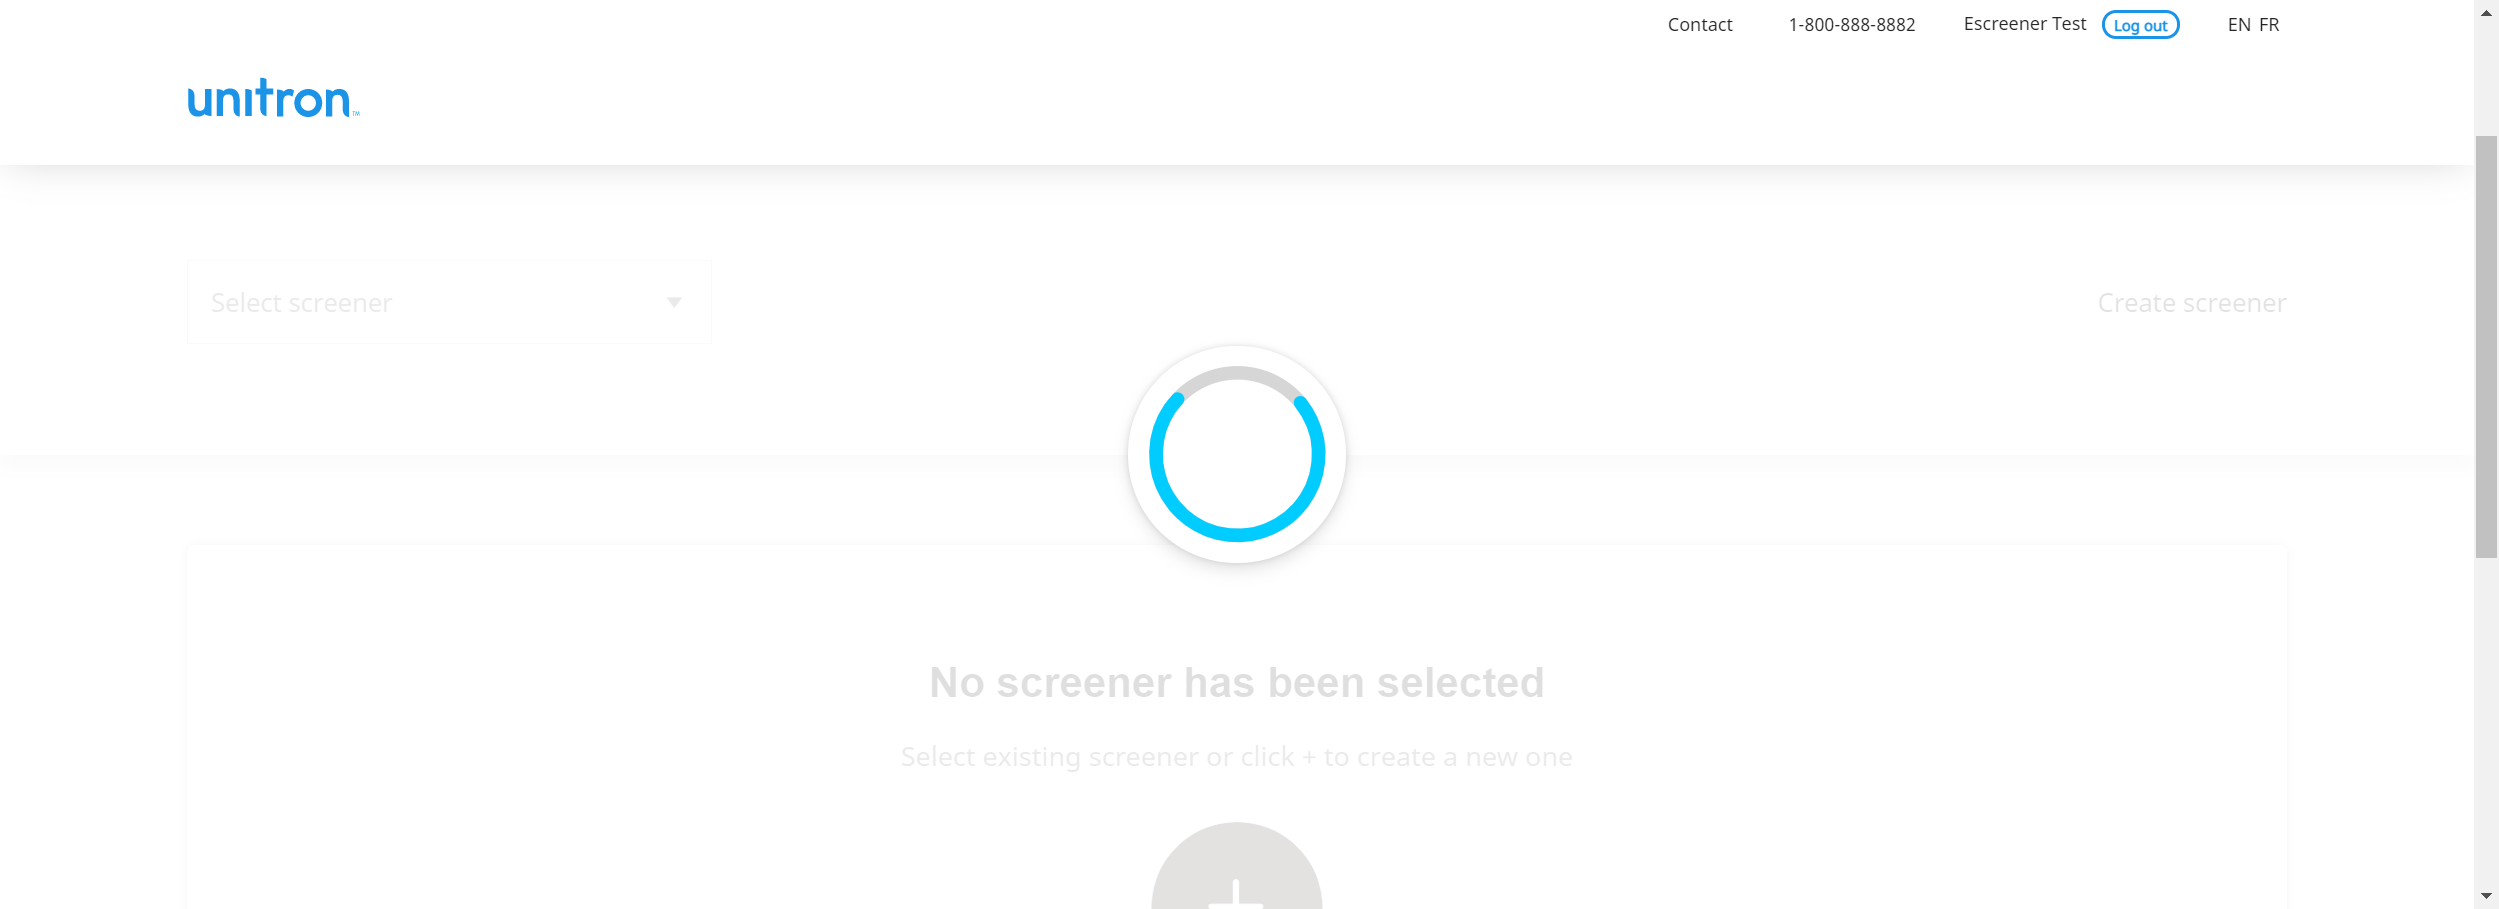 Contact 1-800-888-8882 Escreener Test Log out EN FR
unitron™
Select screener
Create screener
No screener has been selected
Select existing screener or click + to create a new one